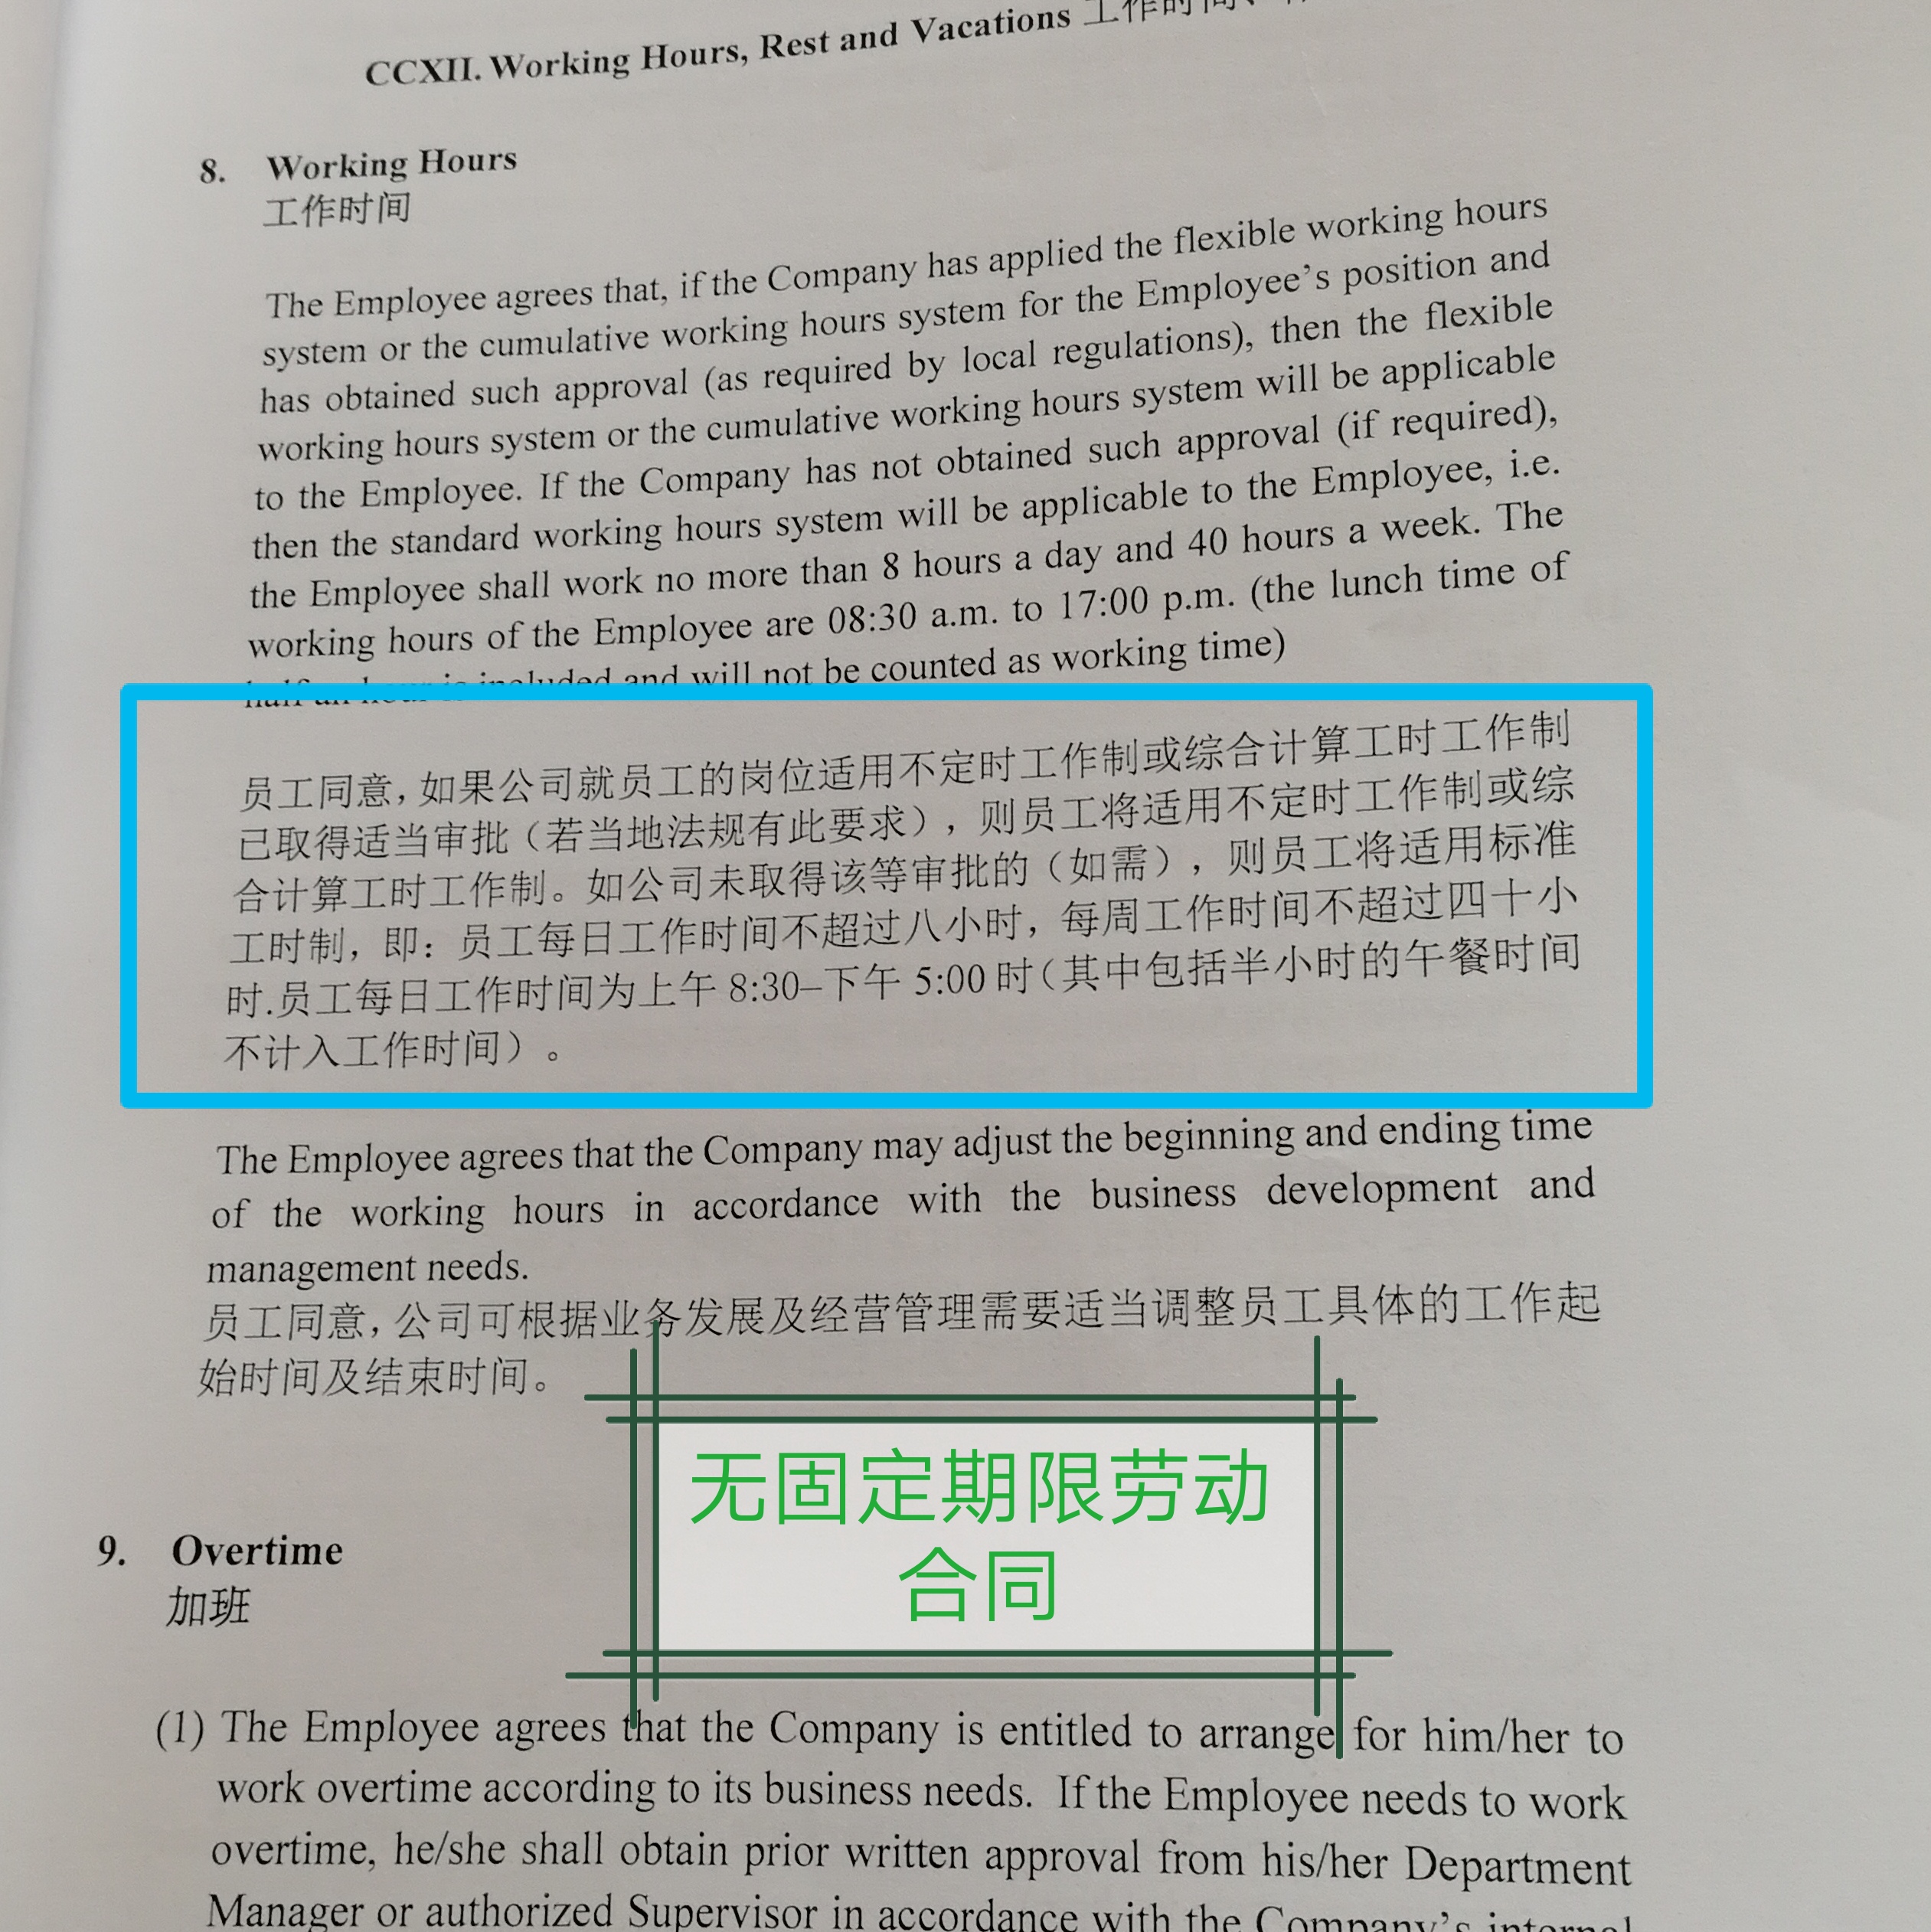 CCXII. Working Hours, Rest and Vacations 工作时间、
8. Working Hours
工作时间
The Employee agrees that, if the Company has applied the flexible working hours
system or the cumulative working hours system for the Employee's position and
has obtained such approval (as required by local regulations), then the flexible
working hours system or the cumulative working hours system will be applicable
to the Employee. If the Company has not obtained such approval (if required),
then the standard working hours system will be applicable to the Employee, i.e.
the Employee shall work no more than 8 hours a day and 40 hours a week. The
working hours of the Employee are 08:30 a.m. to 17:00 p.m. (the lunch time of
half an hour is included and will not be counted as working time)
员工同意，如果公司就员工的岗位适用不定时工作制或综合计算工时工作制
已取得适当审批（若当地法规有此要求），则员工将适用不定时工作制或综
合计算工时工作制。如公司未取得该等审批的（如需），则员工将适用标准
工时制，即：员工每日工作时间不超过八小时，每周工作时间不超过四十小
时.员工每日工作时间为上午 8:30–下午 5:00 时（其中包括半小时的午餐时间
不计入工作时间）。
The Employee agrees that the Company may adjust the beginning and ending time
of the working hours in accordance with the business development and
management needs.
员工同意，公司可根据业务发展及经营管理需要适当调整员工具体的工作起
始时间及结束时间。
无固定期限劳动
合同
9. Overtime
加班
(1) The Employee agrees that the Company is entitled to arrange for him/her to
work overtime according to its business needs. If the Employee needs to work
overtime, he/she shall obtain prior written approval from his/her Department
Manager or authorized Supervisor in accordance with the Company's internal